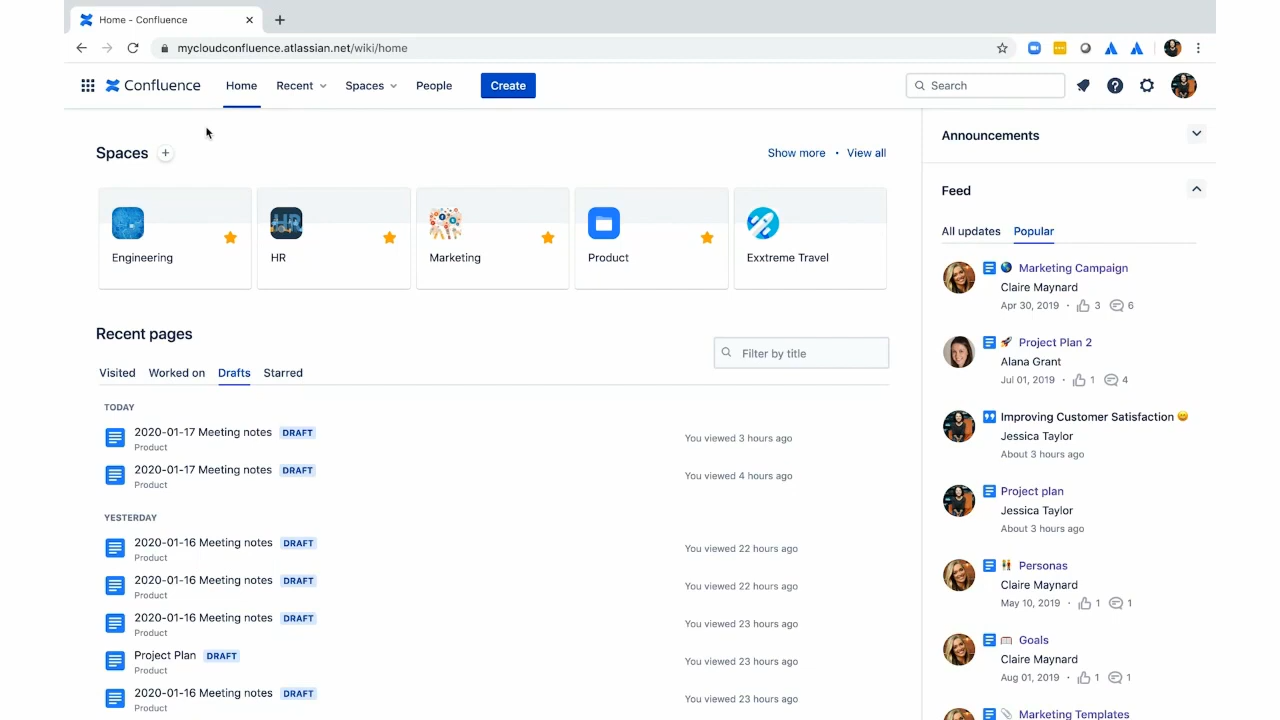 Home - Confluence
mycloudconfluence.atlassian.net/wiki/home
Confluence Home Recent Spaces People Create Search
Spaces
Show more • View all
Engineering
HR
Marketing
Product
Exxtreme Travel
Recent pages
Filter by title
Visited Worked on Drafts Starred
TODAY
2020-01-17 Meeting notes DRAFT
Product
You viewed 3 hours ago
2020-01-17 Meeting notes DRAFT
Product
You viewed 4 hours ago
YESTERDAY
2020-01-16 Meeting notes DRAFT
Product
You viewed 22 hours ago
2020-01-16 Meeting notes DRAFT
Product
You viewed 22 hours ago
2020-01-16 Meeting notes DRAFT
Product
You viewed 23 hours ago
Project Plan DRAFT
Product
You viewed 23 hours ago
2020-01-16 Meeting notes DRAFT
Product
You viewed 23 hours ago
Announcements
Feed
All updates Popular
Marketing Campaign
Claire Maynard
Apr 30, 2019 • 3 6
Project Plan 2
Alana Grant
Jul 01, 2019 • 1 4
Improving Customer Satisfaction 😄
Jessica Taylor
About 3 hours ago
Project plan
Jessica Taylor
About 3 hours ago
Personas
Claire Maynard
May 10, 2019 • 1 1
Goals
Claire Maynard
Aug 01, 2019 • 1 1
Marketing Templates